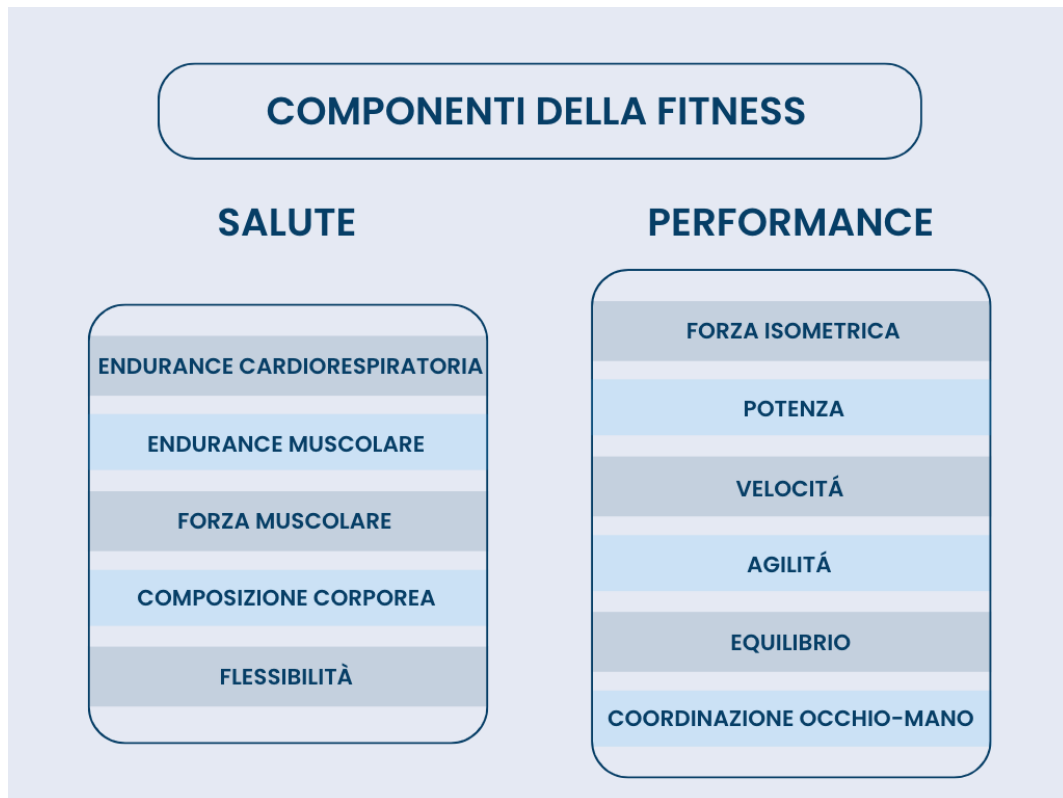 COMPONENTI DELLA FITNESS
SALUTE
ENDURANCE CARDIORESPIRATORIA
ENDURANCE MUSCOLARE
FORZA MUSCOLARE
COMPOSIZIONE CORPOREA
FLESSIBILITÀ
PERFORMANCE
FORZA ISOMETRICA
POTENZA
VELOCITÁ
AGILITÁ
EQUILIBRIO
COORDINAZIONE OCCHIO-MANO